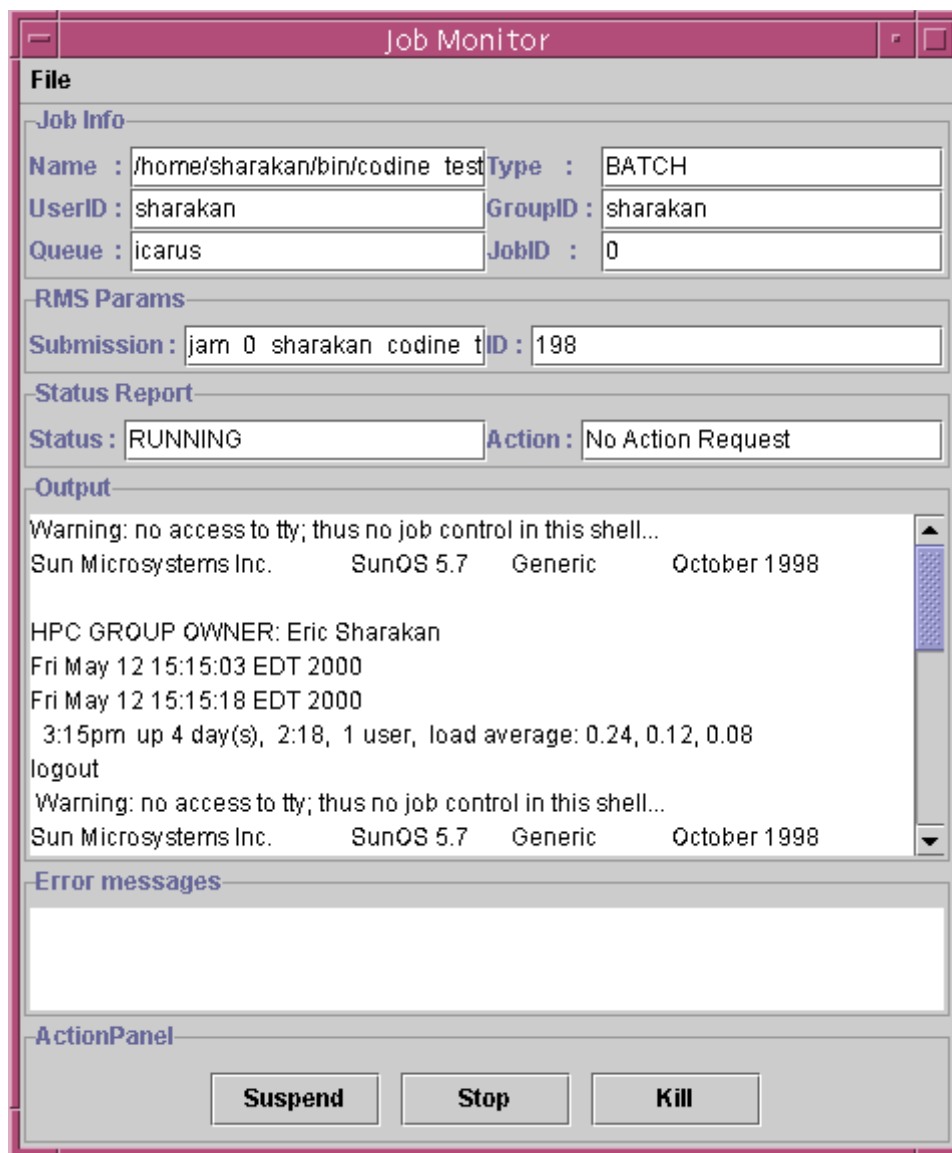 Job Monitor
File
Job Info
Name : /home/sharakan/bin/codine test Type : BATCH
UserID : sharakan GroupID : sharakan
Queue : icarus JobID : 0
RMS Params
Submission : jam 0 sharakan codine t ID : 198
Status Report
Status : RUNNING Action : No Action Request
Output
Warning: no access to tty; thus no job control in this shell...
Sun Microsystems Inc. SunOS 5.7 Generic October 1998
HPC GROUP OWNER: Eric Sharakan
Fri May 12 15:15:03 EDT 2000
Fri May 12 15:15:18 EDT 2000
3:15pm up 4 day(s), 2:18, 1 user, load average: 0.24, 0.12, 0.08
logout
Warning: no access to tty; thus no job control in this shell...
Sun Microsystems Inc. SunOS 5.7 Generic October 1998
Error messages
ActionPanel
Suspend Stop Kill